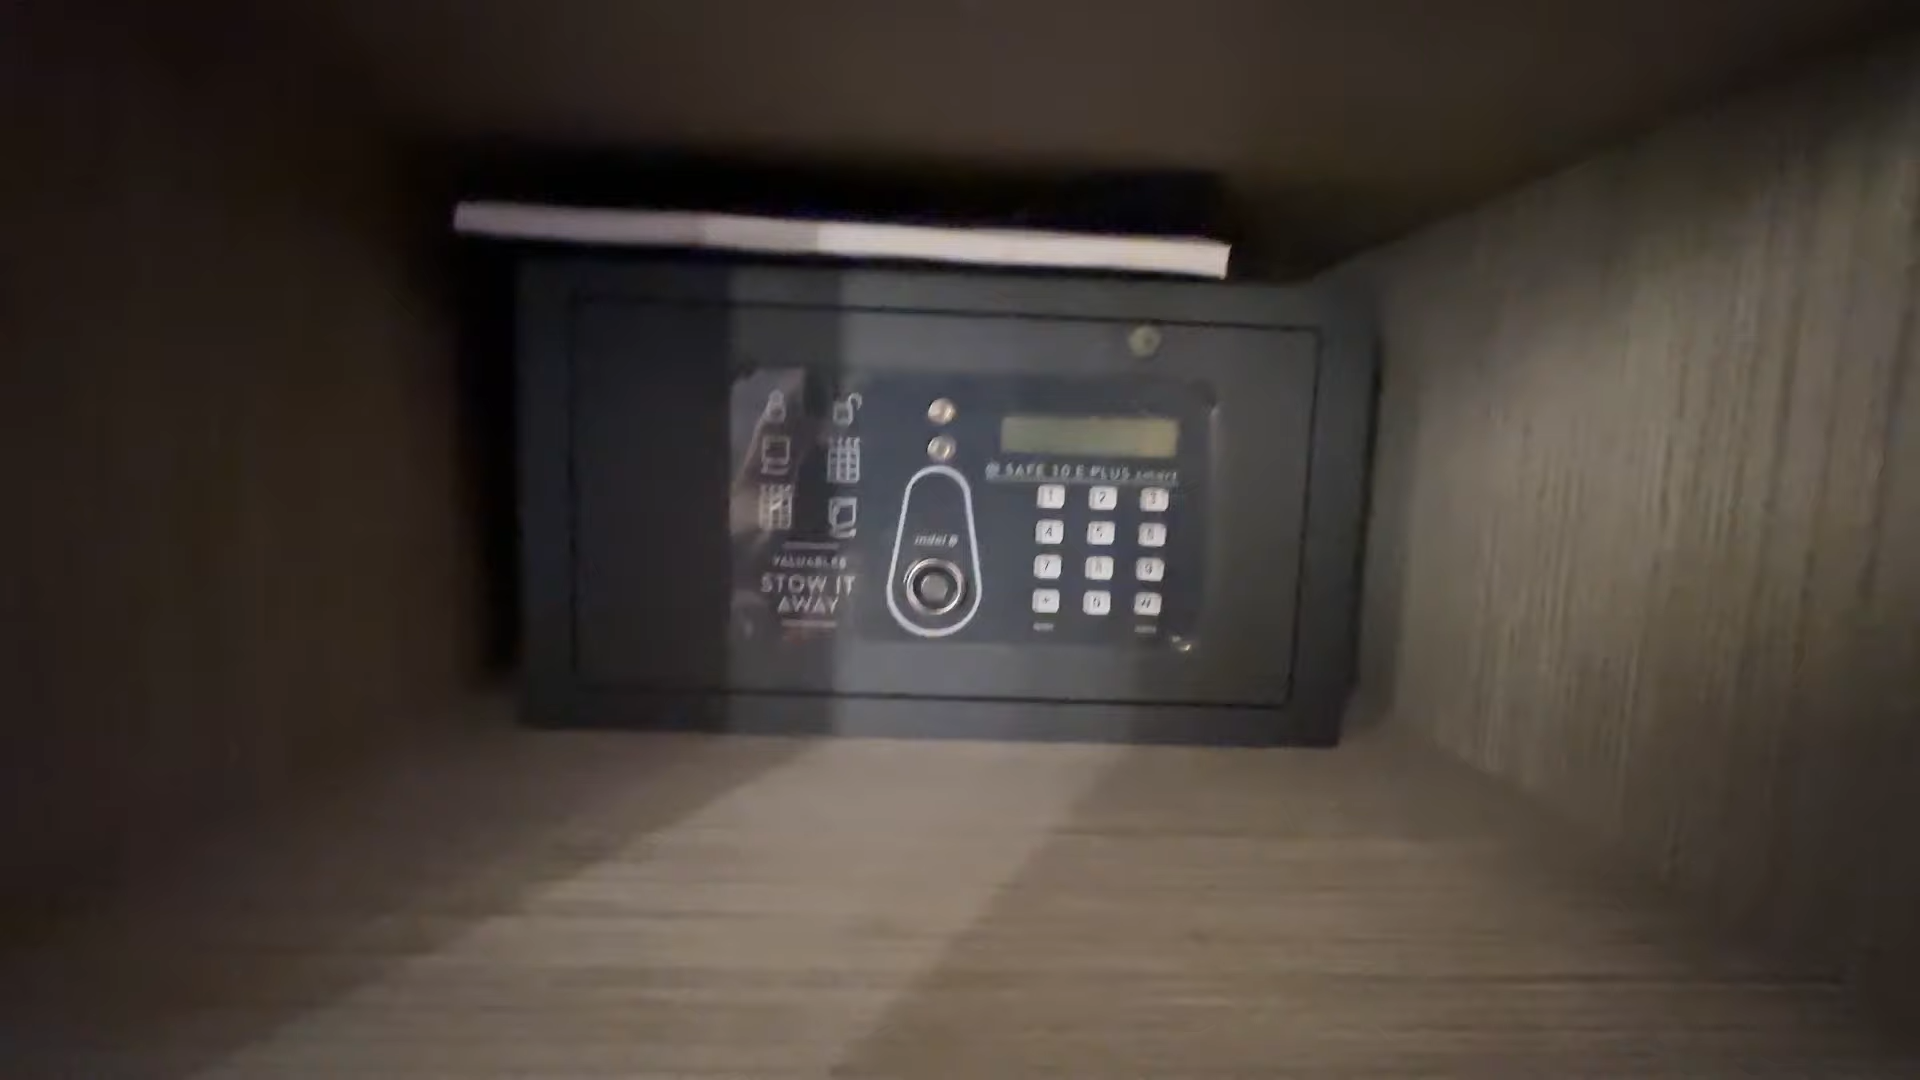 SAFE 10 E PLUS smart
1 2 3
4 5 6
7 8 9
0
indel B
VALUABLES
STOW IT
AWAY